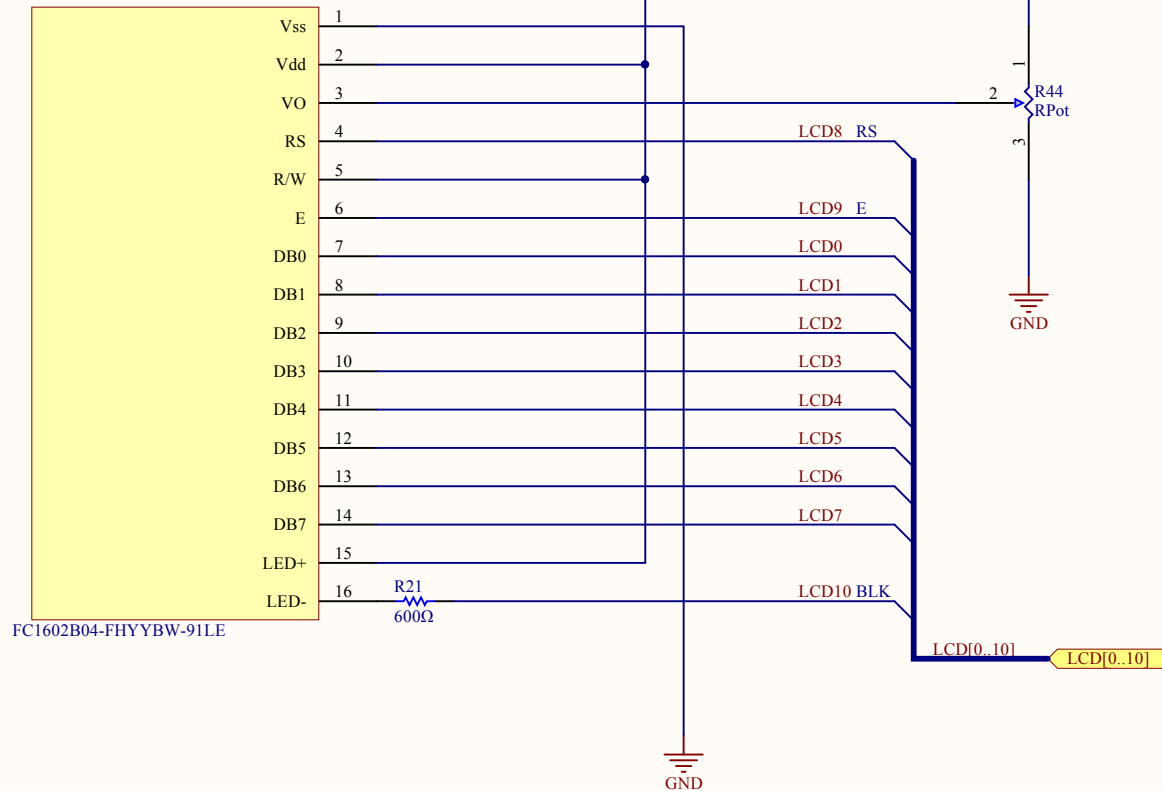 Vss 1
Vdd 2
VO 3
RS 4
R/W 5
E 6
DB0 7
DB1 8
DB2 9
DB3 10
DB4 11
DB5 12
DB6 13
DB7 14
LED+ 15
LED- 16
FC1602B04-FHYYBW-91LE
R21
600Ω
LCD8 RS
LCD9 E
LCD0
LCD1
LCD2
LCD3
LCD4
LCD5
LCD6
LCD7
LCD10 BLK
LCD[0..10]
LCD[0..10]
GND
1
2
3
R44
RPot
GND